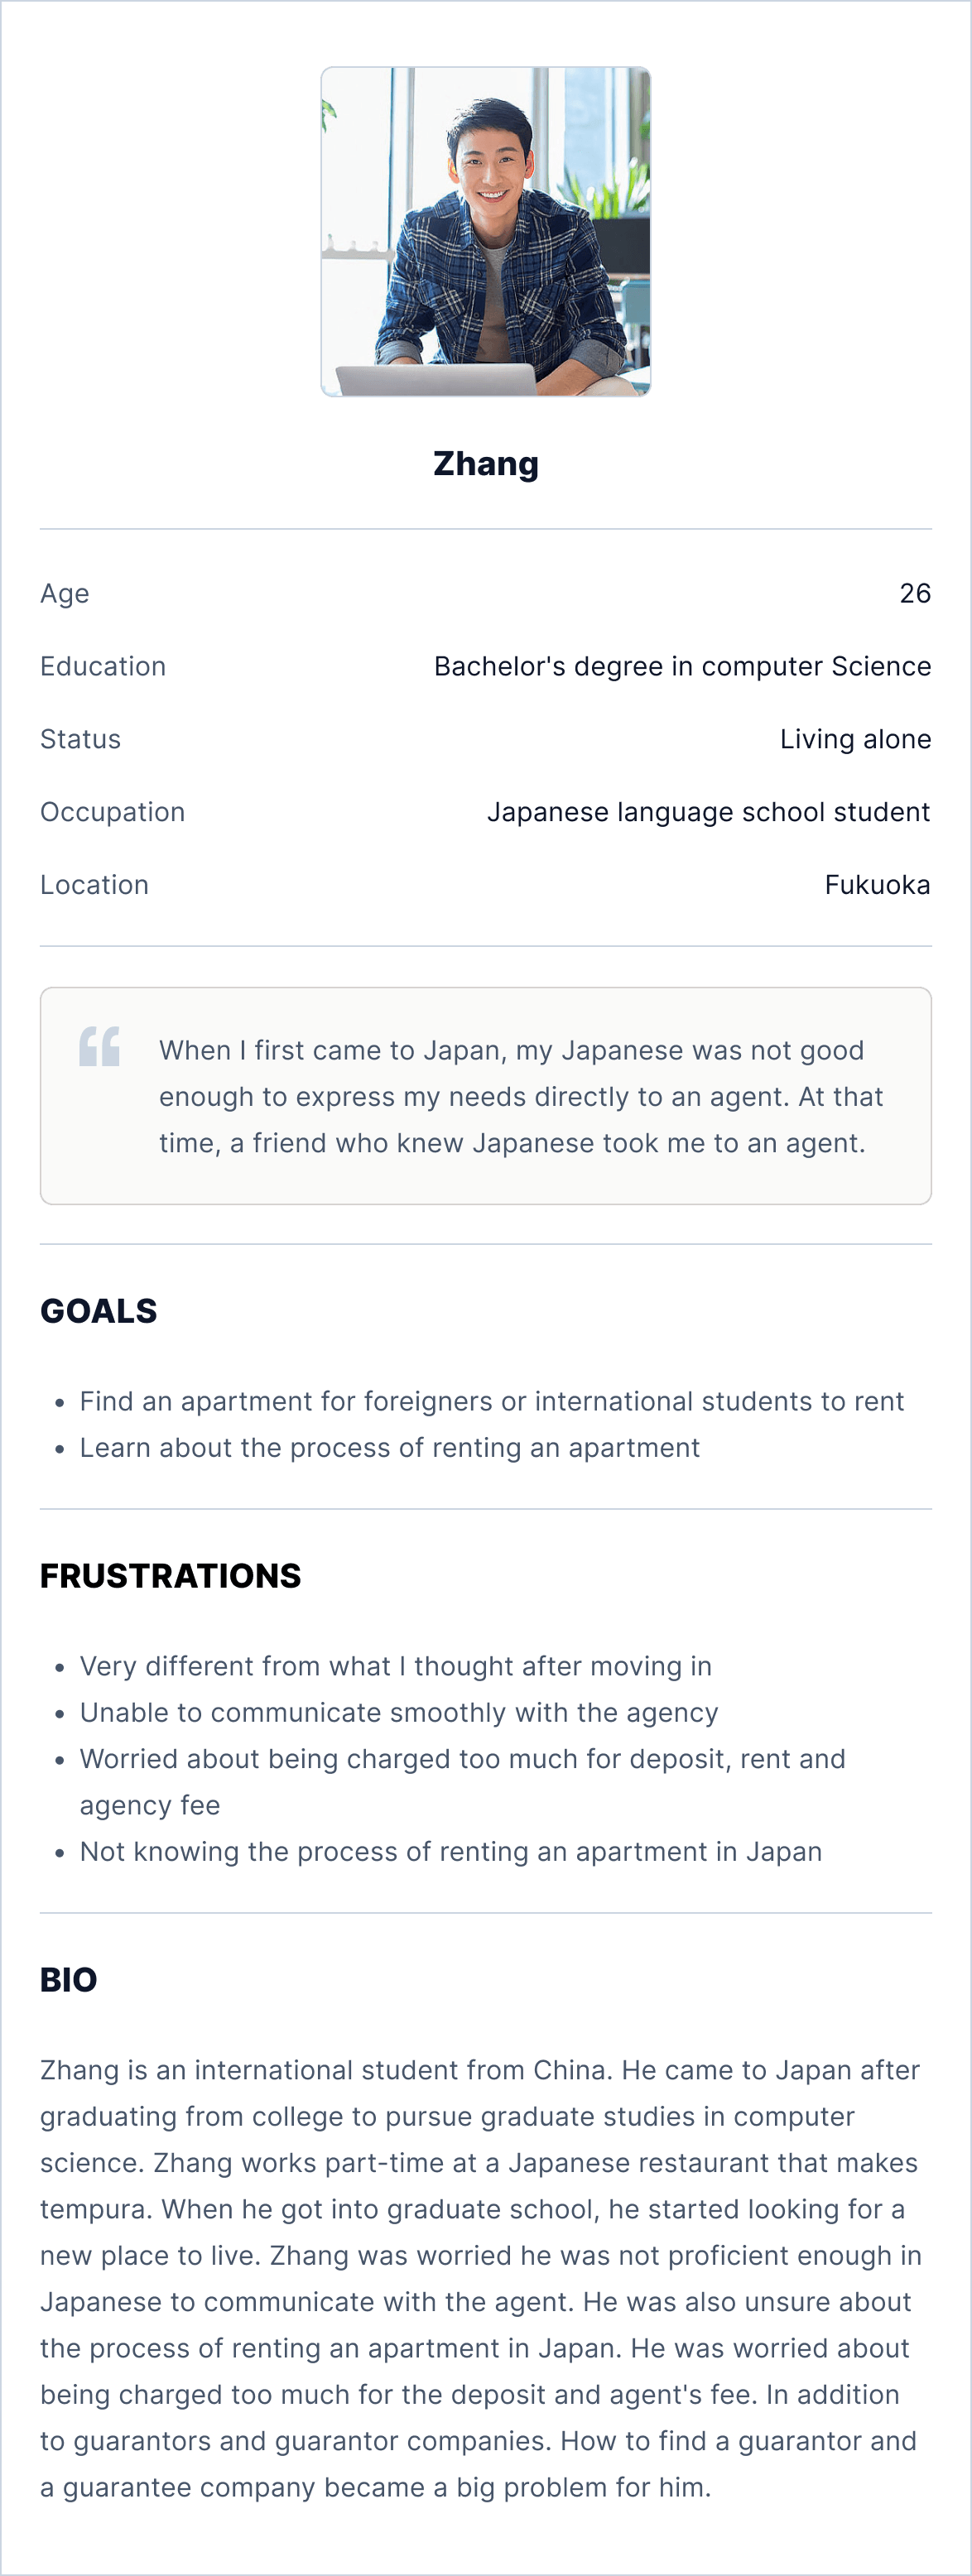 Zhang
Age 26
Education Bachelor's degree in computer Science
Status Living alone
Occupation Japanese language school student
Location Fukuoka
When I first came to Japan, my Japanese was not good
enough to express my needs directly to an agent. At that
time, a friend who knew Japanese took me to an agent.
GOALS
• Find an apartment for foreigners or international students to rent
• Learn about the process of renting an apartment
FRUSTRATIONS
• Very different from what I thought after moving in
• Unable to communicate smoothly with the agency
• Worried about being charged too much for deposit, rent and
agency fee
• Not knowing the process of renting an apartment in Japan
BIO
Zhang is an international student from China. He came to Japan after
graduating from college to pursue graduate studies in computer
science. Zhang works part-time at a Japanese restaurant that makes
tempura. When he got into graduate school, he started looking for a
new place to live. Zhang was worried he was not proficient enough in
Japanese to communicate with the agent. He was also unsure about
the process of renting an apartment in Japan. He was worried about
being charged too much for the deposit and agent's fee. In addition
to guarantors and guarantor companies. How to find a guarantor and
a guarantee company became a big problem for him.